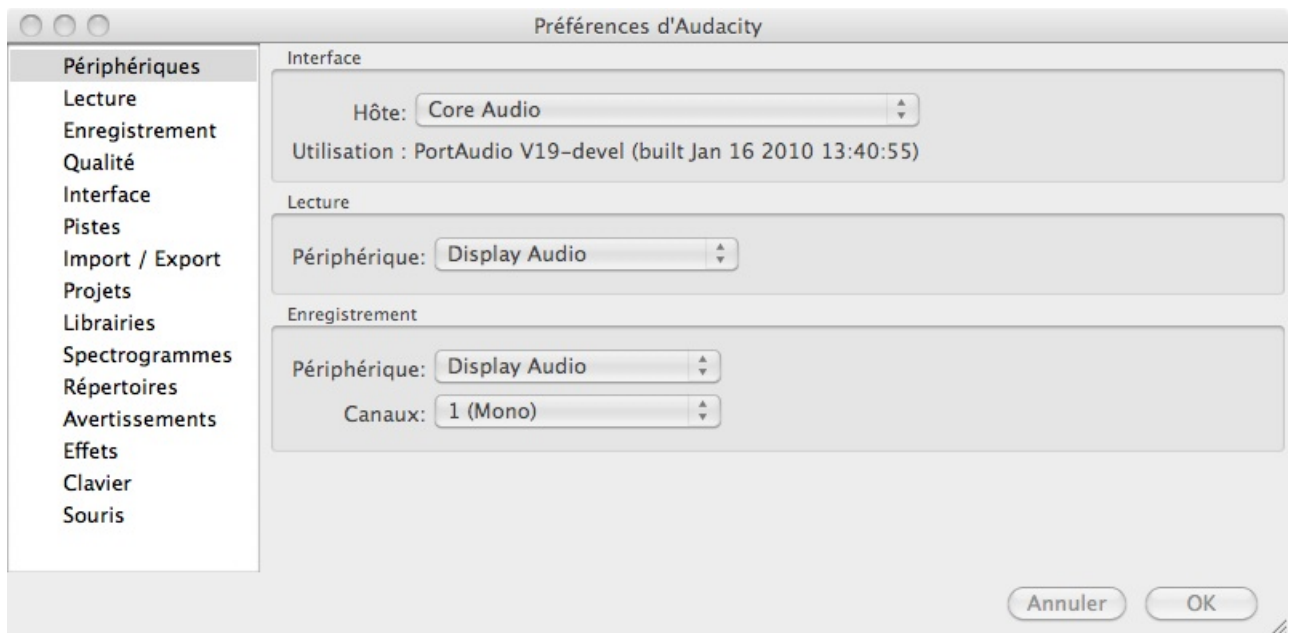 Préférences d'Audacity
Périphériques
Lecture
Enregistrement
Qualité
Interface
Pistes
Import / Export
Projets
Librairies
Spectrogrammes
Répertoires
Avertissements
Effets
Clavier
Souris
Interface
Hôte: Core Audio
Utilisation : PortAudio V19-devel (built Jan 16 2010 13:40:55)
Lecture
Périphérique: Display Audio
Enregistrement
Périphérique: Display Audio
Canaux: 1 (Mono)
Annuler OK